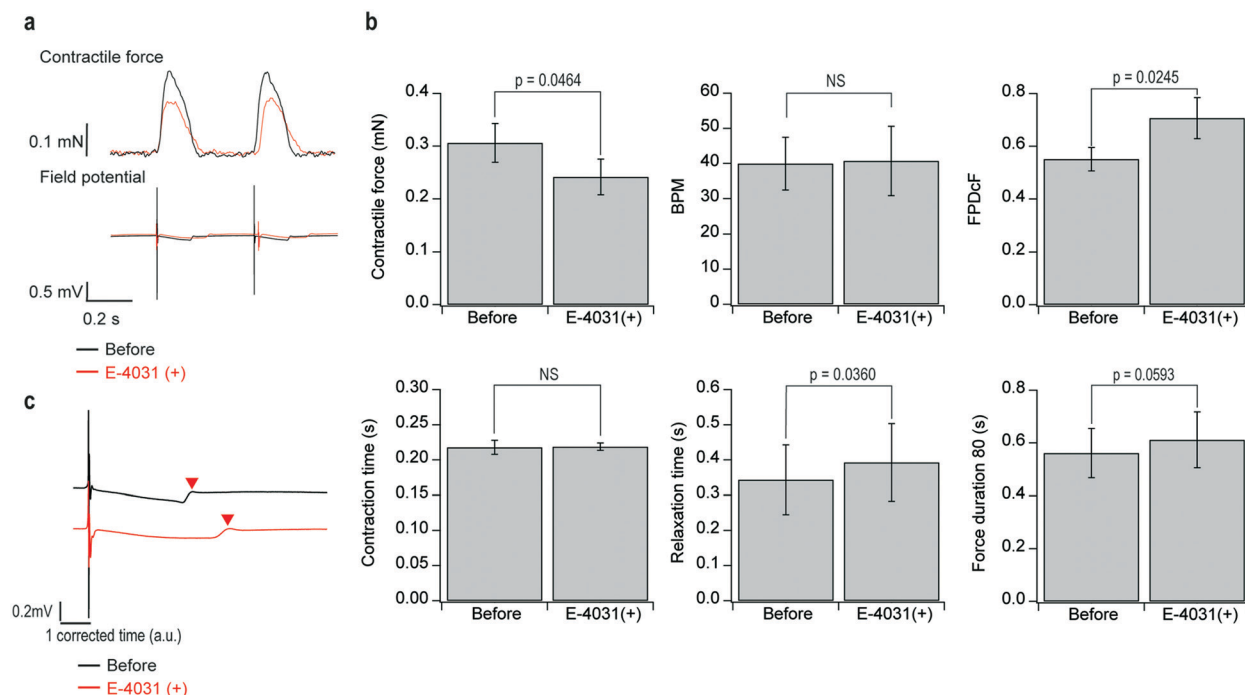 a
Contractile force
0.1 mN
Field potential
0.5 mV
0.2 s
Before
E-4031 (+)
b
p = 0.0464
Contractile force (mN)
0.4
0.3
0.2
0.1
0.0
Before
E-4031(+)
NS
BPM
60
50
40
30
20
10
0
Before
E-4031(+)
p = 0.0245
FPDcF
0.8
0.6
0.4
0.2
0.0
Before
E-4031(+)
c
0.2mV
1 corrected time (a.u.)
Before
E-4031 (+)
NS
Contraction time (s)
0.30
0.25
0.20
0.15
0.10
0.05
0.00
Before
E-4031(+)
p = 0.0360
Relaxation time (s)
0.6
0.5
0.4
0.3
0.2
0.1
0.0
Before
E-4031(+)
p = 0.0593
Force duration 80 (s)
0.8
0.6
0.4
0.2
0.0
Before
E-4031(+)